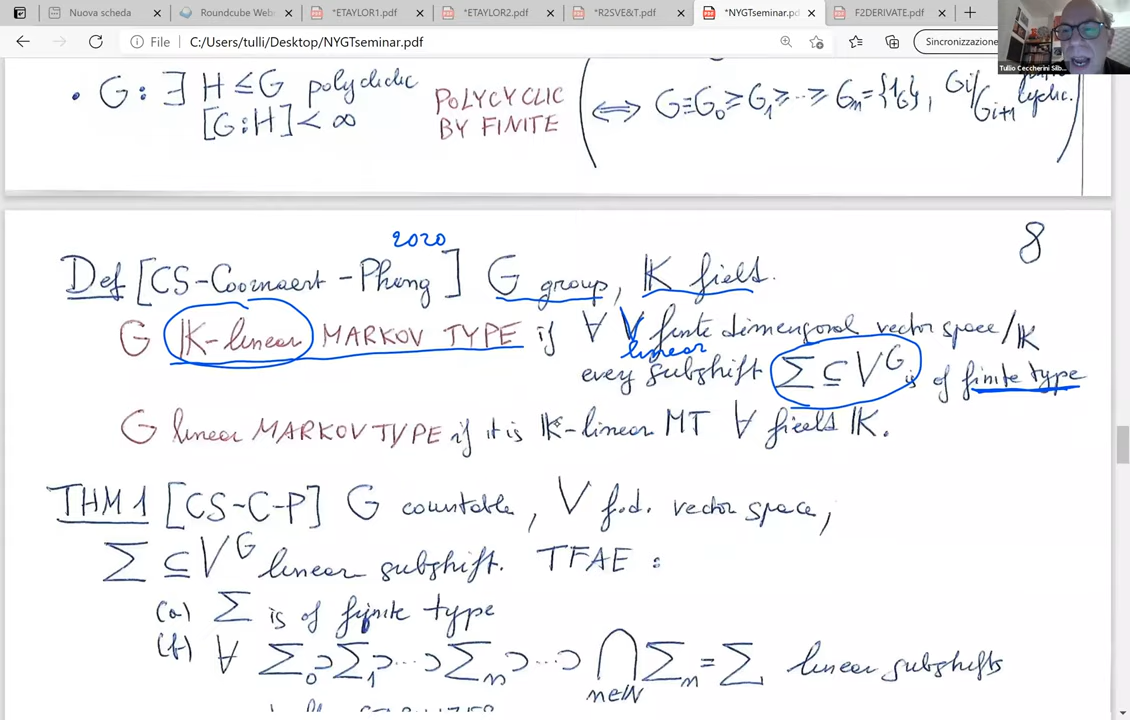 Nuova scheda
Roundcube Web
*ETAYLOR1.pdf
*ETAYLOR2.pdf
*R2SVE&T.pdf
*NYGTseminar.pd
F2DERIVATE.pdf
File C:/Users/tulli/Desktop/NYGTseminar.pdf
Sincronizzazione
Tullio Ceccherini Silb
• G : ∃ H ≤ G polycyclic
[G:H] < ∞
POLYCYCLIC
BY FINITE
⟺ G = G₀ ≥ G₁ ≥ ... ≥ Gₘ = {1_G}, Gi/Gi+1 cyclic.
8
2020
Def [CS-Coornaert-Phung] G group, 𝕂 field.
G 𝕂-linear MARKOV TYPE if ∀ V finite dimensional vector space/𝕂
linear
every subshift Σ ⊆ V^G is of finite type
G linear MARKOV TYPE if it is 𝕂-linear MT ∀ fields 𝕂.
THM 1 [CS-C-P] G countable, V f.d. vector space,
Σ ⊆ V^G linear subshift. TFAE :
(a) Σ is of finite type
(b) ∀ Σ₀ ⊃ Σ₁ ⊃ ... ⊃ Σₙ ⊃ ... ⊃ ⋂ Σₙ = Σ linear subshifts
n∈ℕ